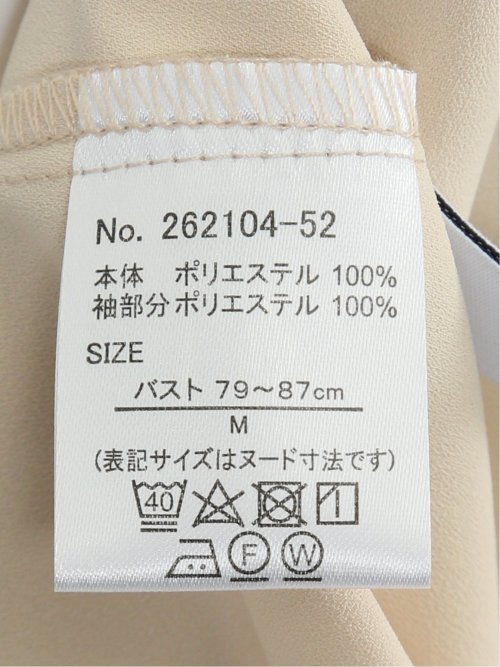 No. 262104-52
本体 ポリエステル 100%
袖部分ポリエステル 100%
SIZE
バスト 79～87cm
M
(表記サイズはヌード寸法です)
40
F W